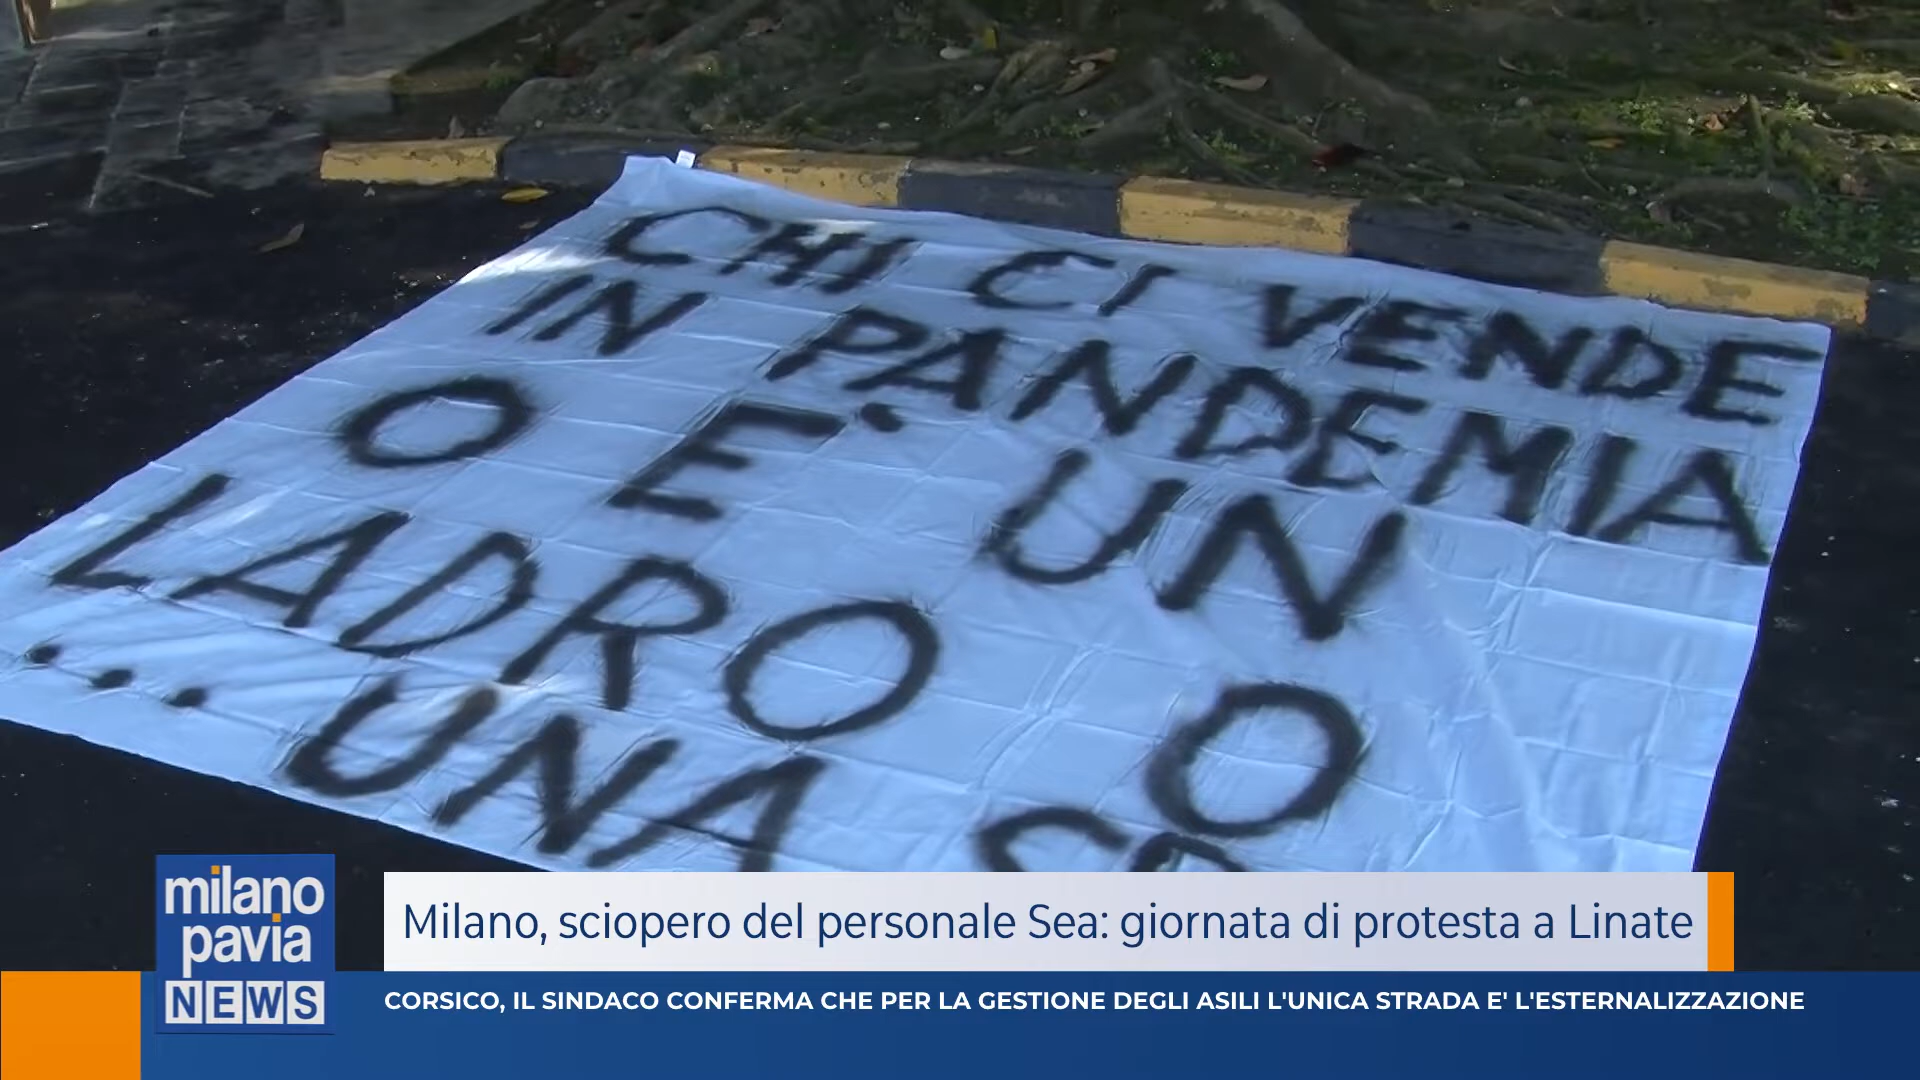 CHI CI VENDE
IN PANDEMIA
O E' UN
LADRO O
... UNA
milano
pavia
NEWS
Milano, sciopero del personale Sea: giornata di protesta a Linate
CORSICO, IL SINDACO CONFERMA CHE PER LA GESTIONE DEGLI ASILI L'UNICA STRADA E' L'ESTERNALIZZAZIONE